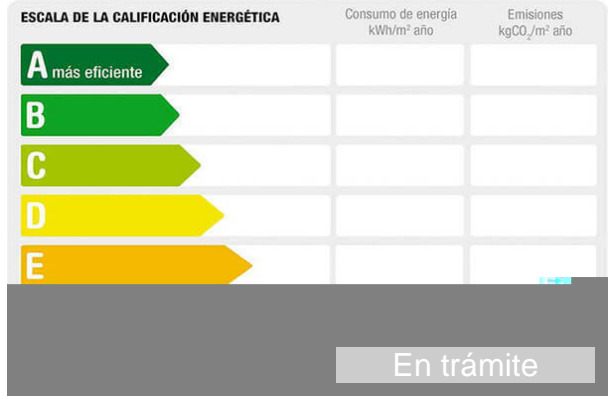 ESCALA DE LA CALIFICACIÓN ENERGÉTICA
Consumo de energía
kWh/m² año
Emisiones
kgCO₂/m² año
A más eficiente
B
C
D
E
En trámite